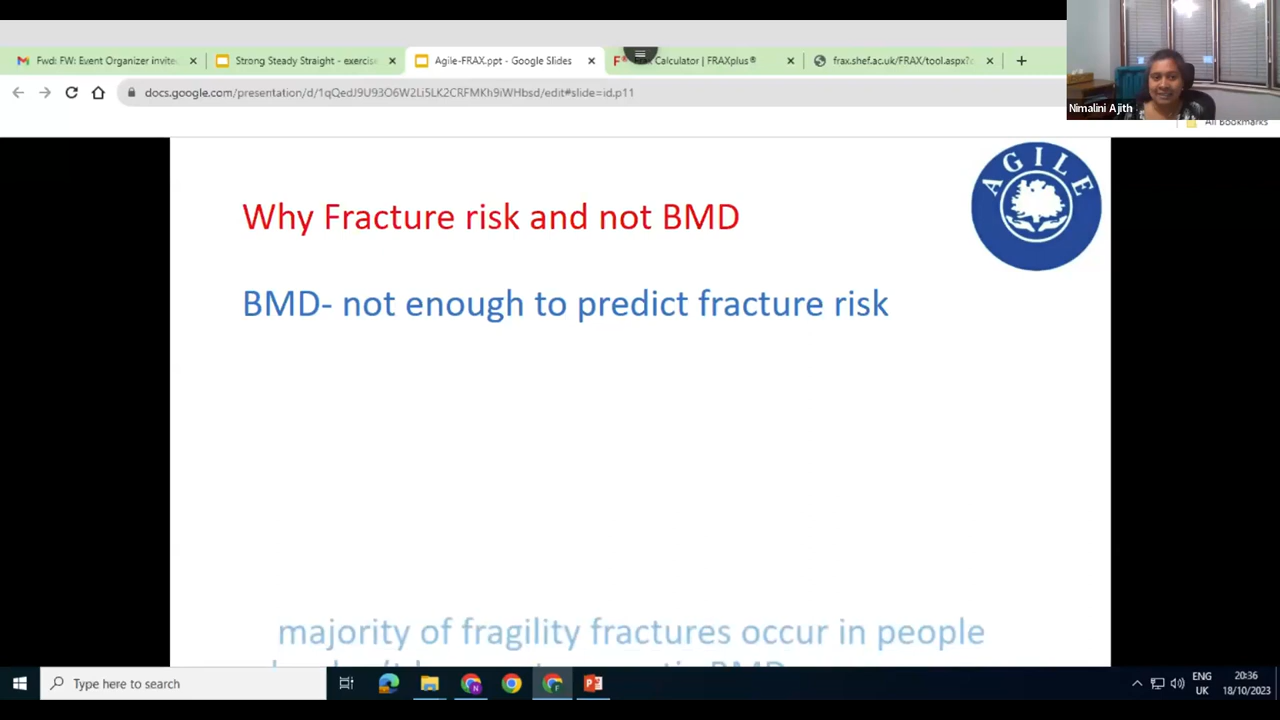 Fwd: FW: Event Organizer invite
Strong Steady Straight - exercise
Agile-FRAX.ppt - Google Slides
Calculator | FRAXplus®
frax.shef.ac.uk/FRAX/tool.aspx?c
docs.google.com/presentation/d/1qQedJ9U93O6W2Li5LK2CRFMKh9iWHbsd/edit#slide=id.p11
All Bookmarks
Nimalini Ajith
AGILE
Why Fracture risk and not BMD
BMD- not enough to predict fracture risk
majority of fragility fractures occur in people
BMD
Type here to search
ENG
UK
20:36
18/10/2023